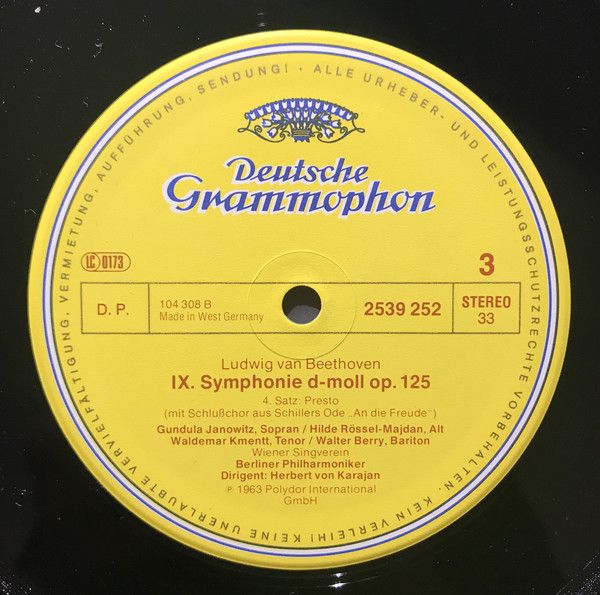 ALLE URHEBER- UND LEISTUNGSSCHUTZRECHTE VORBEHALTEN. KEIN VERLEIH! KEINE UNERLAUBTE VERVIELFÄLTIGUNG, VERMIETUNG, AUFFÜHRUNG, SENDUNG! ·
Deutsche
Grammophon
LC 0173
3
D. P.
104 308 B
Made in West Germany
2539 252
STEREO
33
Ludwig van Beethoven
IX. Symphonie d-moll op. 125
4. Satz: Presto
(mit Schlußchor aus Schillers Ode „An die Freude")
Gundula Janowitz, Sopran / Hilde Rössel-Majdan, Alt
Waldemar Kmentt, Tenor / Walter Berry, Bariton
Wiener Singverein
Berliner Philharmoniker
Dirigent: Herbert von Karajan
℗ 1963 Polydor International
GmbH